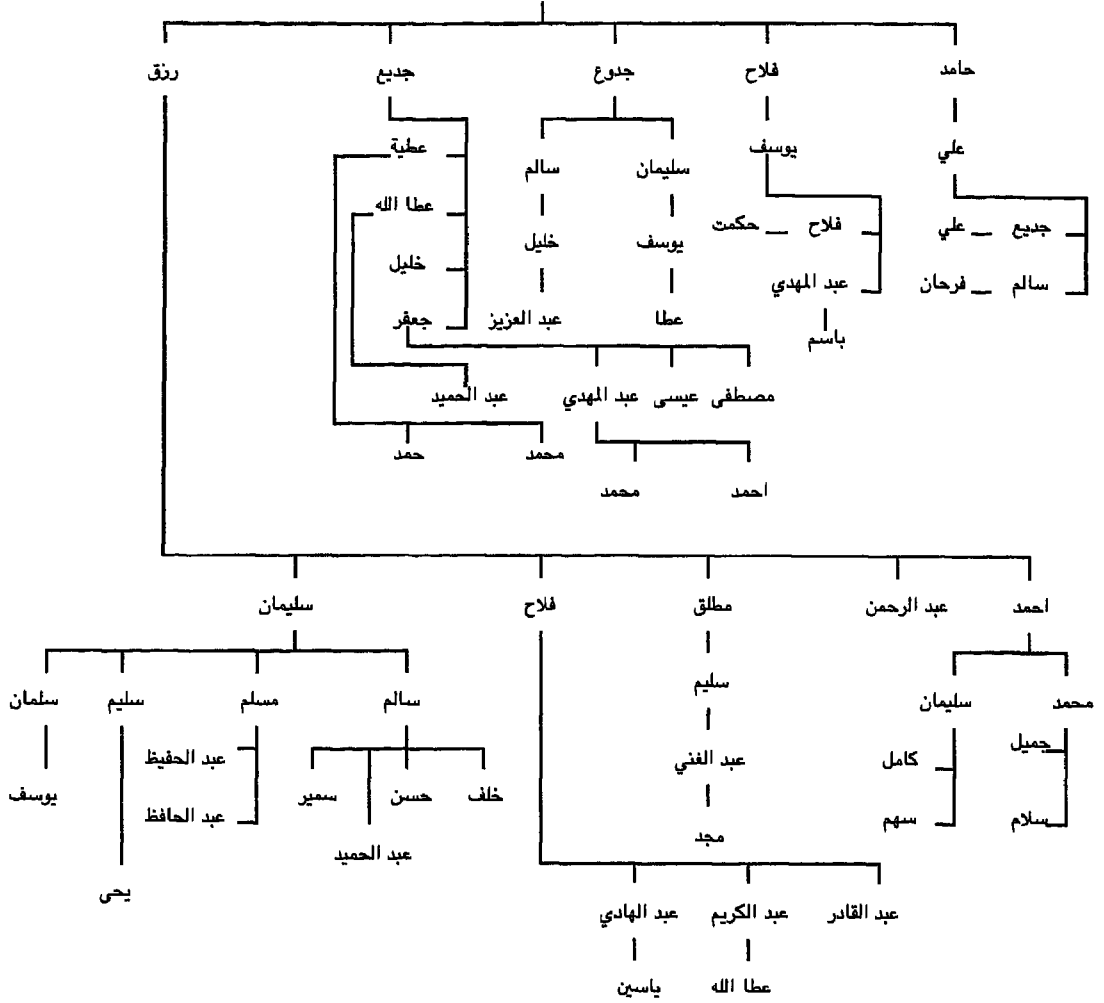 حامد فلاح جدوع جديع رزق
علي يوسف عطية
سليمان سالم
عطا الله
جديع علي فلاح حكمت يوسف خليل
خليل
سالم فرحان عبد المهدي
عطا عبد العزيز جعفر
باسم
مصطفى عيسى عبد المهدي عبد الحميد
محمد حمد
احمد محمد
احمد عبد الرحمن مطلق فلاح سليمان
سليم
محمد سليمان سالم مسلم سليم سلمان
جميل
كامل عبد الغني عبد الحفيظ
خلف حسن سمير يوسف
سلام سهم عبد الحافظ
مجد
عبد الحميد
يحى
عبد القادر عبد الكريم عبد الهادي
عطا الله ياسين